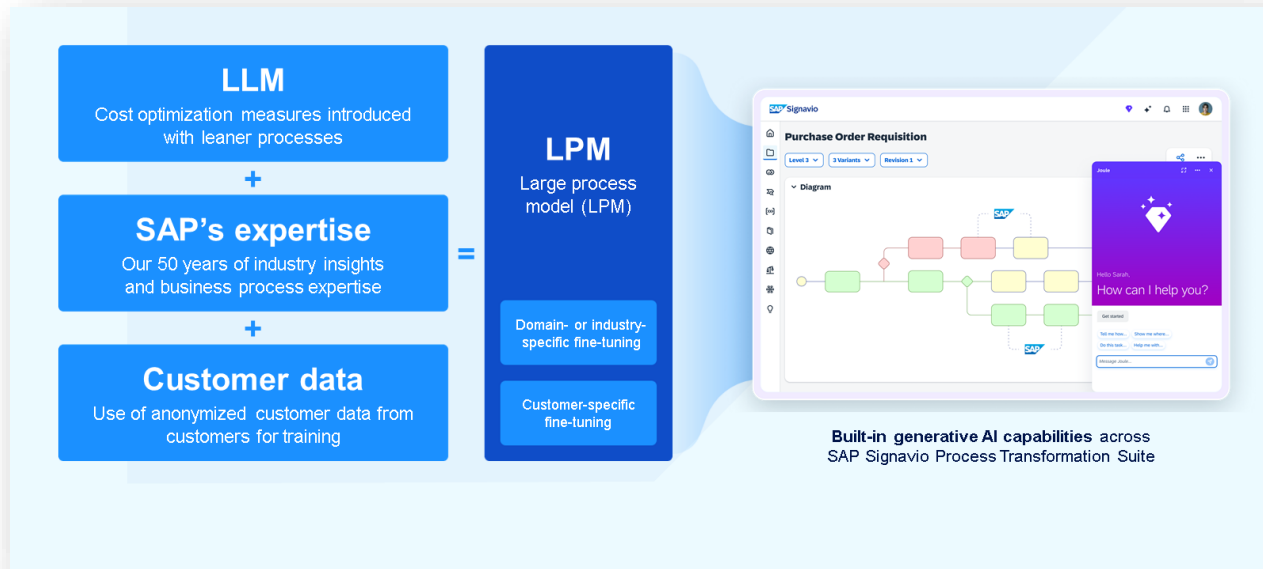 LLM
Cost optimization measures introduced
with leaner processes
+
SAP's expertise
Our 50 years of industry insights
and business process expertise
+
Customer data
Use of anonymized customer data from
customers for training
=
LPM
Large process
model (LPM)
Domain- or industry-
specific fine-tuning
Customer-specific
fine-tuning
SAP Signavio
Purchase Order Requisition
Level 3
3 Variants
Revision 1
Diagram
SAP
SAP
Joule
Hello Sarah,
How can I help you?
Get started
Tell me how...
Show me where...
Do this task...
Help me with...
Message Joule...
Built-in generative AI capabilities across
SAP Signavio Process Transformation Suite